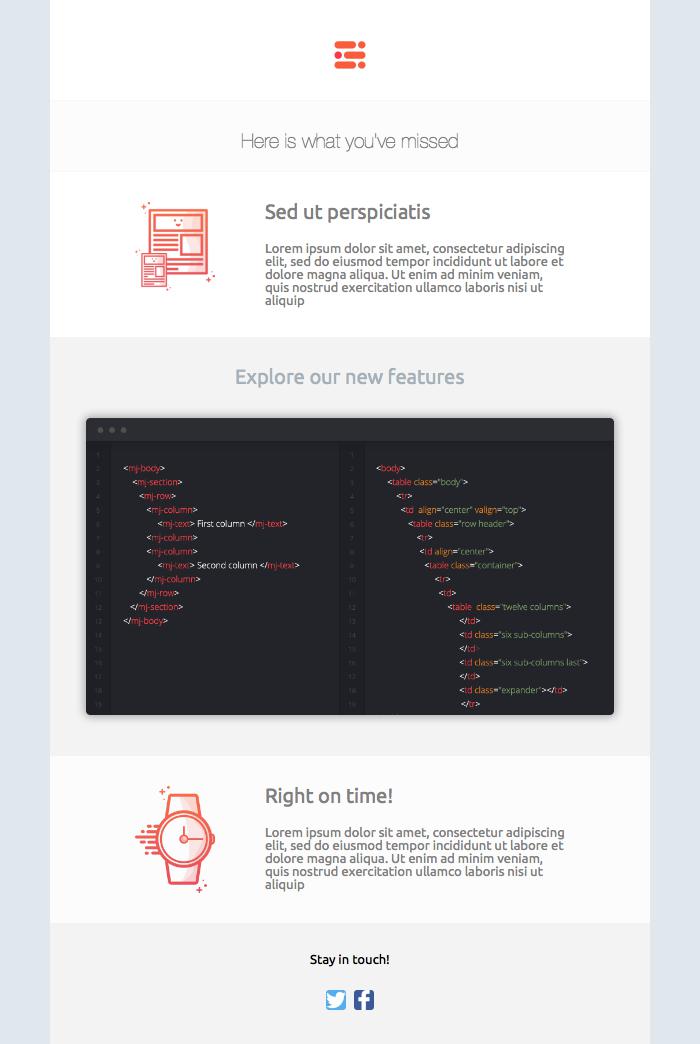 Here is what you've missed
Sed ut perspiciatis
Lorem ipsum dolor sit amet, consectetur adipiscing
elit, sed do eiusmod tempor incididunt ut labore et
dolore magna aliqua. Ut enim ad minim veniam,
quis nostrud exercitation ullamco laboris nisi ut
aliquip
Explore our new features
1
2 <mj-body>
3 <mj-section>
4 <mj-row>
5 <mj-column>
6 <mj-text> First column </mj-text>
7 <mj-column>
8 <mj-column>
9 <mj-text> Second column </mj-text>
10 </mj-column>
11 </mj-row>
12 </mj-section>
13 </mj-body>
14
15
16
17
18
19
1
2 <body>
3 <table class="body">
4 <tr>
5 <td align="center" valign="top">
6 <table class="row header">
7 <tr>
8 <td align="center">
9 <table class="container">
10 <tr>
11 <td>
12 <table class="twelve columns">
13 </td>
14 <td class="six sub-columns">
15 </td>
16 <td class="six sub-columns last">
17 </td>
18 <td class="expander"></td>
19 </tr>
Right on time!
Lorem ipsum dolor sit amet, consectetur adipiscing
elit, sed do eiusmod tempor incididunt ut labore et
dolore magna aliqua. Ut enim ad minim veniam,
quis nostrud exercitation ullamco laboris nisi ut
aliquip
Stay in touch!